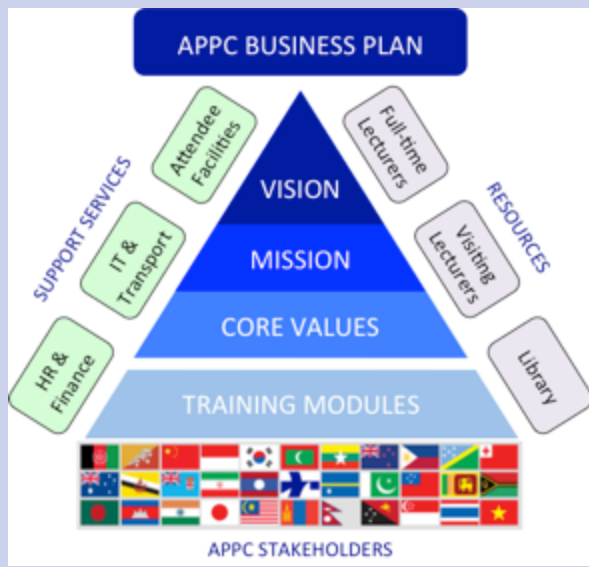 APPC BUSINESS PLAN
SUPPORT SERVICES
Attendee
Facilities
IT &
Transport
HR &
Finance
VISION
MISSION
CORE VALUES
TRAINING MODULES
RESOURCES
Full-time
Lecturers
Visiting
Lecturers
Library
APPC STAKEHOLDERS